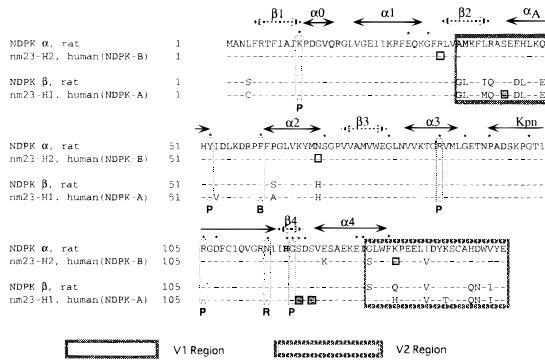 β1 α0 α1 β2 αA
NDPK α, rat 1 MANLFRTFIAIKPDGVQRGLVGEIIKRFEQKGFRLVAMKFLRASEEHLKQ
nm23-H2, human(NDPK-B) 1
NDPK β, rat 1 S GL IQ DL E
nm23-H1, human(NDPK-A) 1 C GL MQ DL E
P
α2 β3 α3 Kpn
NDPK α, rat 51 HYIDLKDRPFFPGLVKYMNSGPVVAMVWEGLNVVKTGRVMLGETNPADSKPGTI
nm23-H2, human(NDPK-B) 51
NDPK β, rat 51 S H
nm23-H1, human(NDPK-A) 51 V A H
P B P
β4 α4
NDPK α, rat 105 RGDFCIQVGRNIIHGSDSVESAEKEIGLWFKPEELIDYKSCAHDWVYE
nm23-H2, human(NDPK-B) 105 K S V
NDPK β, rat 105 S Q V QN I
nm23-H1, human(NDPK-A) 105 H V T QN I
P R P
V1 Region V2 Region